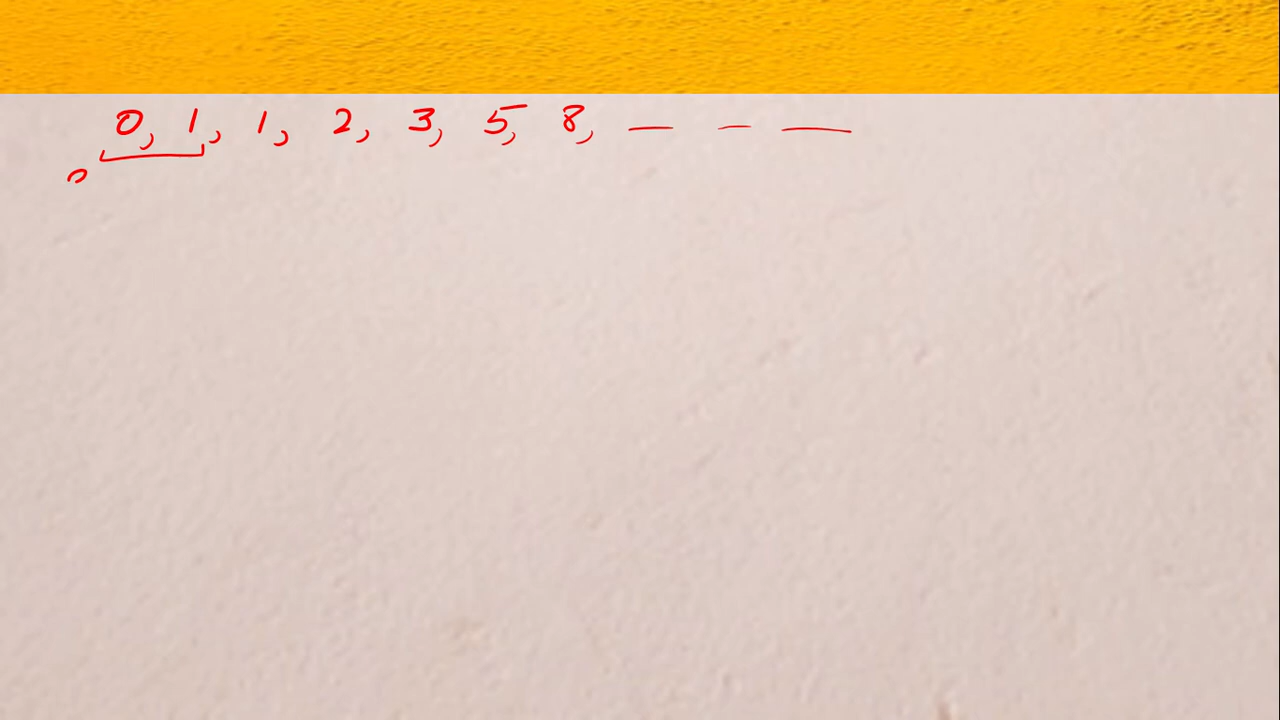 0, 1, 1, 2, 3, 5, 8, — — —